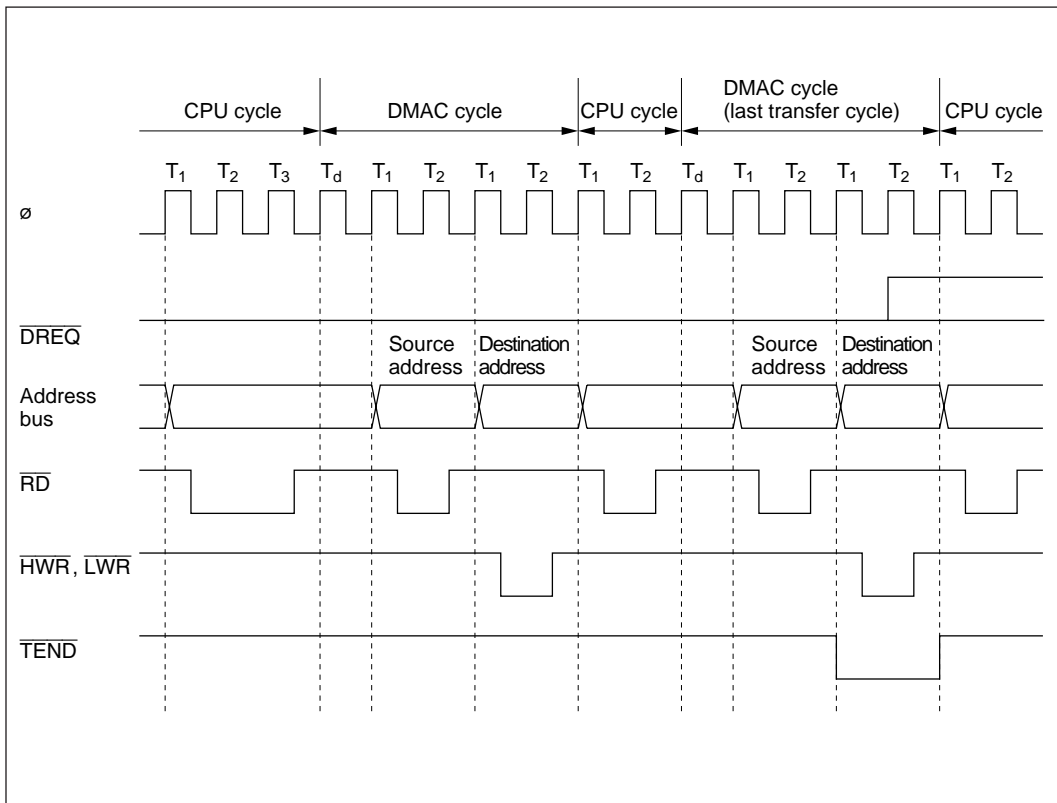 CPU cycle DMAC cycle CPU cycle DMAC cycle (last transfer cycle) CPU cycle
T1 T2 T3 Td T1 T2 T1 T2 T1 T2 Td T1 T2 T1 T2 T1 T2
ø
DREQ
Source address Destination address Source address Destination address
Address bus
RD
HWR, LWR
TEND